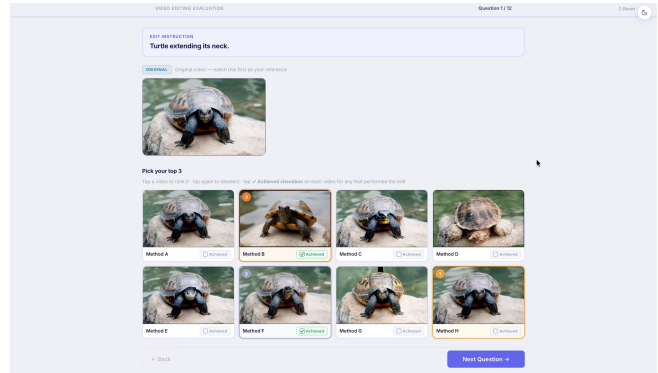 VIDEO EDITING EVALUATION Question 1 / 12 Reset
EDIT INSTRUCTION
Turtle extending its neck.
ORIGINAL Original video — watch this first as your reference
Pick your top 3
Tap a video to rank it · tap again to deselect · tap ✓ Achieved checkbox on each video for any that performed the edit
3
Method A Achieved Method B Achieved Method C Achieved Method D Achieved
2 1
Method E Achieved Method F Achieved Method G Achieved Method H Achieved
← Back Next Question →